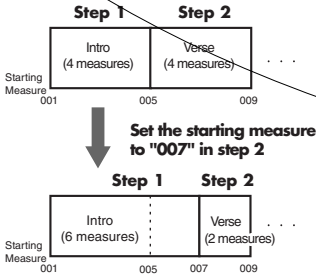 Step 1 Step 2
Intro Verse
(4 measures) (4 measures) . . .
Starting
Measure
001 005 009
Set the starting measure
to "007" in step 2
Step 1 Step 2
Intro Verse . . .
(6 measures) (2 measures)
Starting
Measure
001 005 007 009